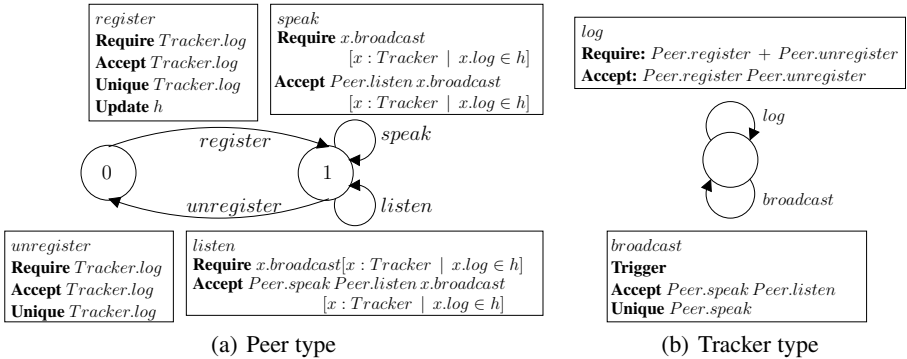 register
Require Tracker.log
Accept Tracker.log
Unique Tracker.log
Update h
speak
Require x.broadcast
[x : Tracker | x.log ∈ h]
Accept Peer.listen x.broadcast
[x : Tracker | x.log ∈ h]
register
speak
0
1
unregister
listen
unregister
Require Tracker.log
Accept Tracker.log
Unique Tracker.log
listen
Require x.broadcast[x : Tracker | x.log ∈ h]
Accept Peer.speak Peer.listen x.broadcast
[x : Tracker | x.log ∈ h]
(a) Peer type
log
Require: Peer.register + Peer.unregister
Accept: Peer.register Peer.unregister
log
broadcast
broadcast
Trigger
Accept Peer.speak Peer.listen
Unique Peer.speak
(b) Tracker type